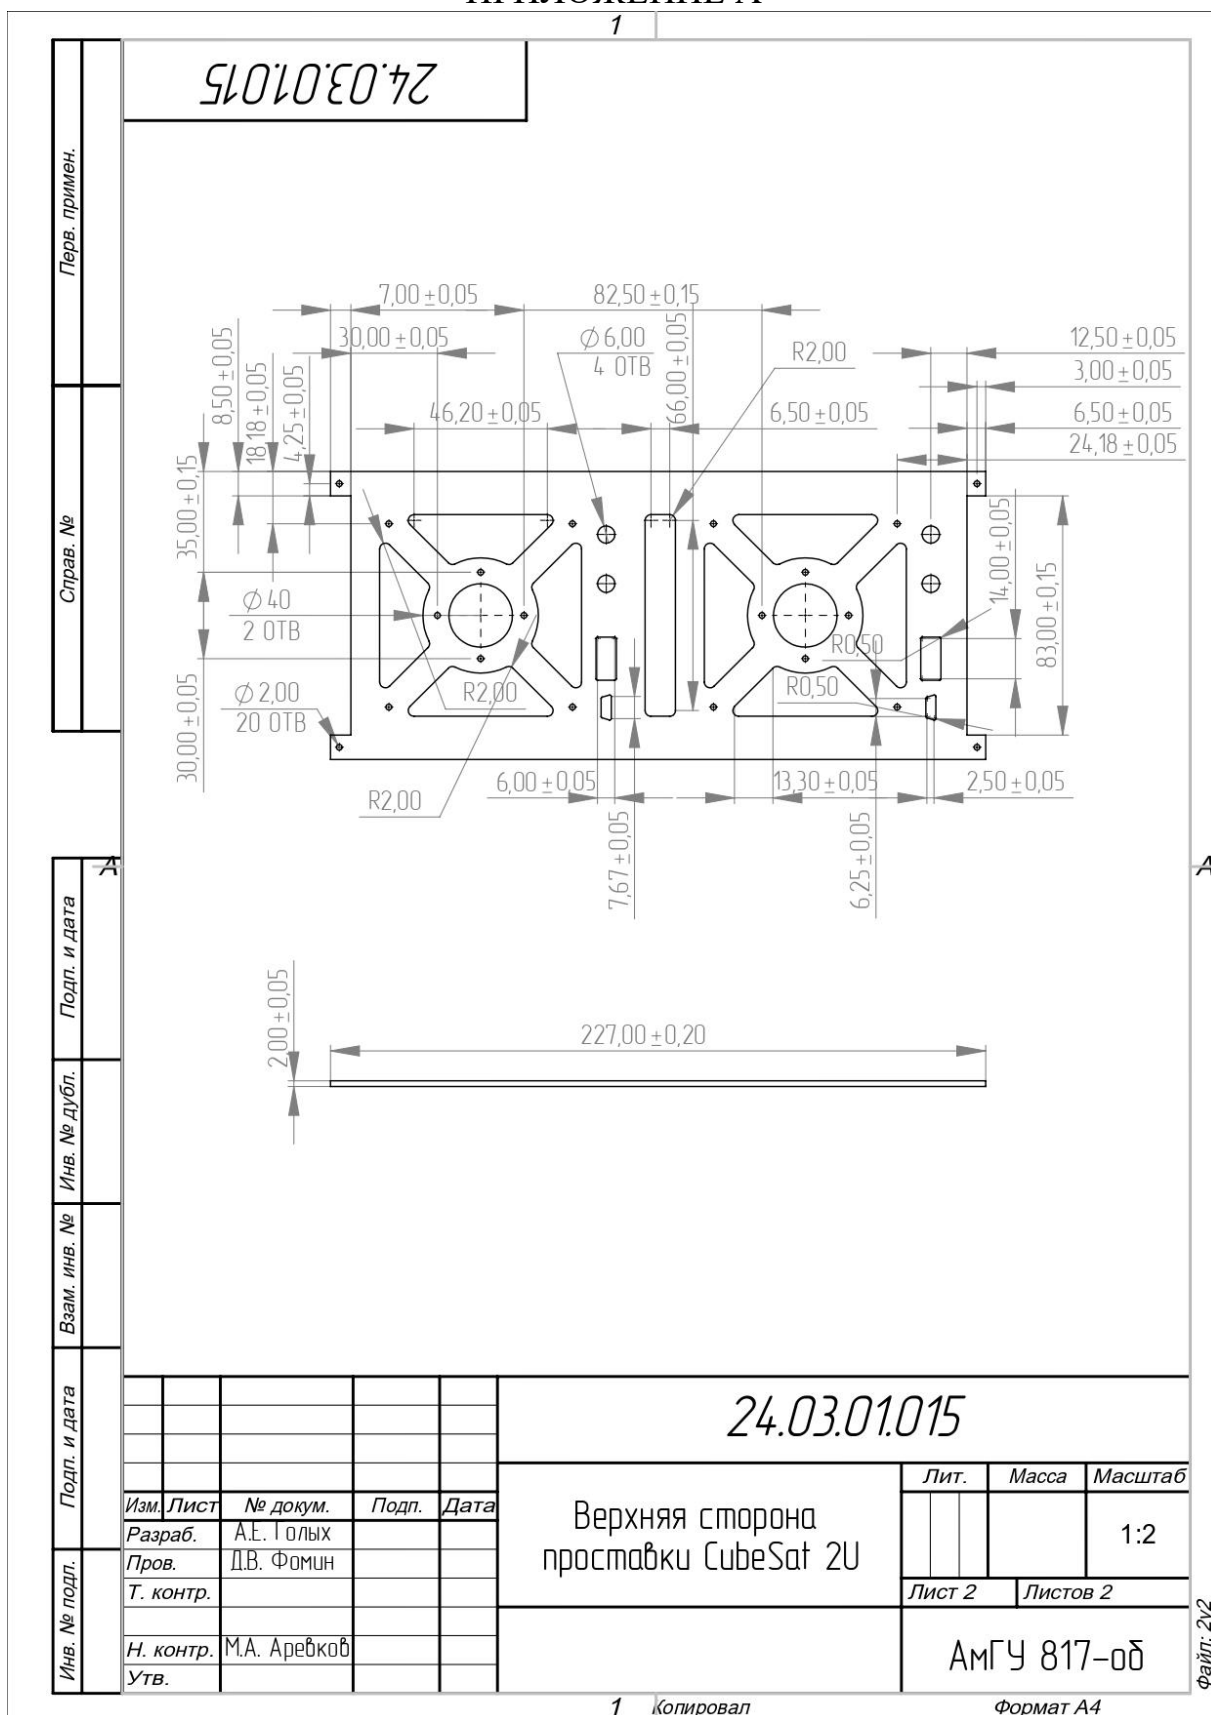 ПРИЛОЖЕНИЕ А
1
24.03.01.015
Перв. примен.
Справ. №
7,00±0,05
82,50±0,15
30,00±0,05
∅6,00
4 ОТВ
66,00±0,05
R2,00
12,50±0,05
3,00±0,05
6,50±0,05
24,18±0,05
8,50±0,05
18,18±0,05
4,25±0,05
46,20±0,05
6,50±0,05
35,00±0,15
∅40
2 ОТВ
14,00±0,05
83,00±0,15
R0,50
R0,50
R2,00
∅2,00
20 ОТВ
30,00±0,05
R2,00
6,00±0,05
13,30±0,05
2,50±0,05
7,67±0,05
6,25±0,05
А
А
2,00±0,05
227,00±0,20
Подп. и дата
Инв. № дубл.
Взам. инв. №
Подп. и дата
Инв. № подл.
24.03.01.015
Изм. Лист № докум. Подп. Дата
Разраб. А.Е. Голых
Пров. Д.В. Фомин
Т. контр.
Н. контр. М.А. Аревков
Утв.
Верхняя сторона
проставки CubeSat 2U
Лит. Масса Масштаб
1:2
Лист 2 Листов 2
АмГУ 817-об
Файл: 2v2
1 Копировал Формат А4